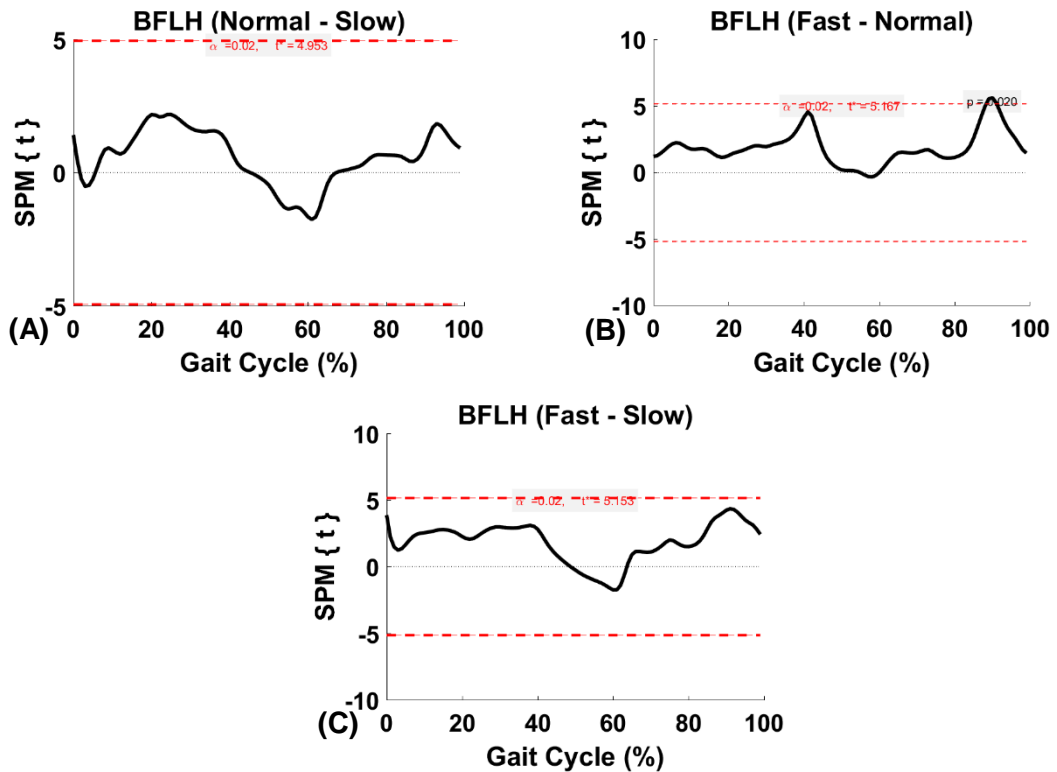 BFLH (Normal - Slow)
5
0
-5
SPM { t }
α =0.02, t* = 4.953
0 20 40 60 80 100
Gait Cycle (%)
(A)
BFLH (Fast - Normal)
10
5
0
-5
-10
SPM { t }
α =0.02, t* = 5.167
p = 0.020
0 20 40 60 80 100
Gait Cycle (%)
(B)
BFLH (Fast - Slow)
10
5
0
-5
-10
SPM { t }
α =0.02, t* = 5.153
0 20 40 60 80 100
Gait Cycle (%)
(C)